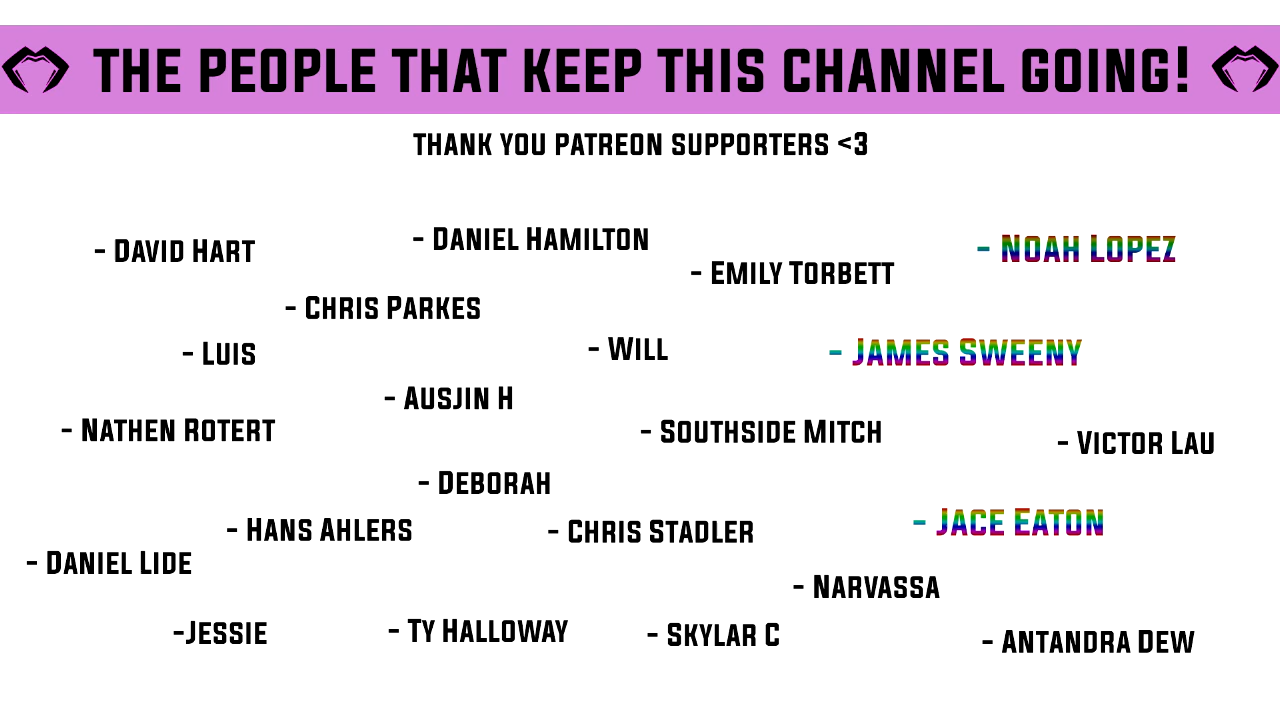 THE PEOPLE THAT KEEP THIS CHANNEL GOING!
THANK YOU PATREON SUPPORTERS <3
- David Hart
- Daniel Hamilton
- Emily Torbett
- Noah Lopez
- Chris Parkes
- Luis
- Will
- James Sweeny
- Ausjin H
- Nathen Rotert
- Southside Mitch
- Victor Lau
- Deborah
- Hans Ahlers
- Chris Stadler
- Jace Eaton
- Daniel Lide
- Narvassa
-Jessie
- Ty Halloway
- Skylar C
- Antandra Dew